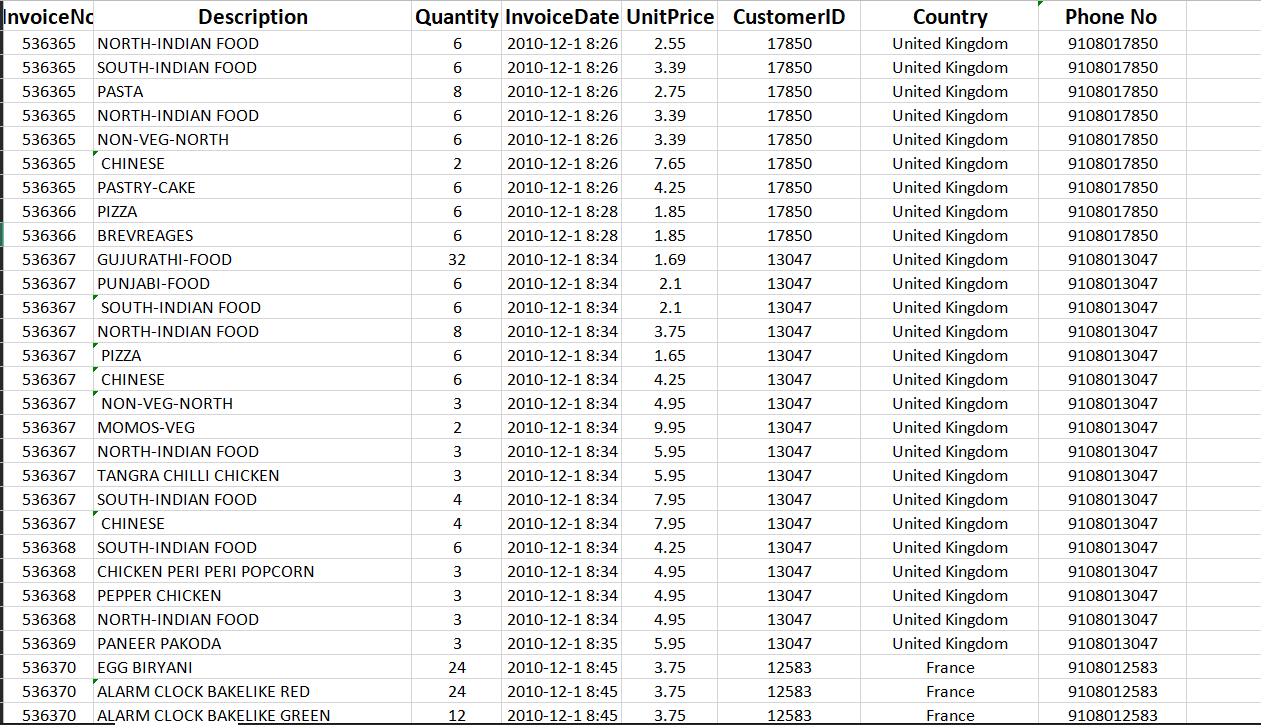 InvoiceNo Description Quantity InvoiceDate UnitPrice CustomerID Country Phone No
536365 NORTH-INDIAN FOOD 6 2010-12-1 8:26 2.55 17850 United Kingdom 9108017850
536365 SOUTH-INDIAN FOOD 6 2010-12-1 8:26 3.39 17850 United Kingdom 9108017850
536365 PASTA 8 2010-12-1 8:26 2.75 17850 United Kingdom 9108017850
536365 NORTH-INDIAN FOOD 6 2010-12-1 8:26 3.39 17850 United Kingdom 9108017850
536365 NON-VEG-NORTH 6 2010-12-1 8:26 3.39 17850 United Kingdom 9108017850
536365 CHINESE 2 2010-12-1 8:26 7.65 17850 United Kingdom 9108017850
536365 PASTRY-CAKE 6 2010-12-1 8:26 4.25 17850 United Kingdom 9108017850
536366 PIZZA 6 2010-12-1 8:28 1.85 17850 United Kingdom 9108017850
536366 BREVREAGES 6 2010-12-1 8:28 1.85 17850 United Kingdom 9108017850
536367 GUJURATHI-FOOD 32 2010-12-1 8:34 1.69 13047 United Kingdom 9108013047
536367 PUNJABI-FOOD 6 2010-12-1 8:34 2.1 13047 United Kingdom 9108013047
536367 SOUTH-INDIAN FOOD 6 2010-12-1 8:34 2.1 13047 United Kingdom 9108013047
536367 NORTH-INDIAN FOOD 8 2010-12-1 8:34 3.75 13047 United Kingdom 9108013047
536367 PIZZA 6 2010-12-1 8:34 1.65 13047 United Kingdom 9108013047
536367 CHINESE 6 2010-12-1 8:34 4.25 13047 United Kingdom 9108013047
536367 NON-VEG-NORTH 3 2010-12-1 8:34 4.95 13047 United Kingdom 9108013047
536367 MOMOS-VEG 2 2010-12-1 8:34 9.95 13047 United Kingdom 9108013047
536367 NORTH-INDIAN FOOD 3 2010-12-1 8:34 5.95 13047 United Kingdom 9108013047
536367 TANGRA CHILLI CHICKEN 3 2010-12-1 8:34 5.95 13047 United Kingdom 9108013047
536367 SOUTH-INDIAN FOOD 4 2010-12-1 8:34 7.95 13047 United Kingdom 9108013047
536367 CHINESE 4 2010-12-1 8:34 7.95 13047 United Kingdom 9108013047
536368 SOUTH-INDIAN FOOD 6 2010-12-1 8:34 4.25 13047 United Kingdom 9108013047
536368 CHICKEN PERI PERI POPCORN 3 2010-12-1 8:34 4.95 13047 United Kingdom 9108013047
536368 PEPPER CHICKEN 3 2010-12-1 8:34 4.95 13047 United Kingdom 9108013047
536368 NORTH-INDIAN FOOD 3 2010-12-1 8:34 4.95 13047 United Kingdom 9108013047
536369 PANEER PAKODA 3 2010-12-1 8:35 5.95 13047 United Kingdom 9108013047
536370 EGG BIRYANI 24 2010-12-1 8:45 3.75 12583 France 9108012583
536370 ALARM CLOCK BAKELIKE RED 24 2010-12-1 8:45 3.75 12583 France 9108012583
536370 ALARM CLOCK BAKELIKE GREEN 12 2010-12-1 8:45 3.75 12583 France 9108012583